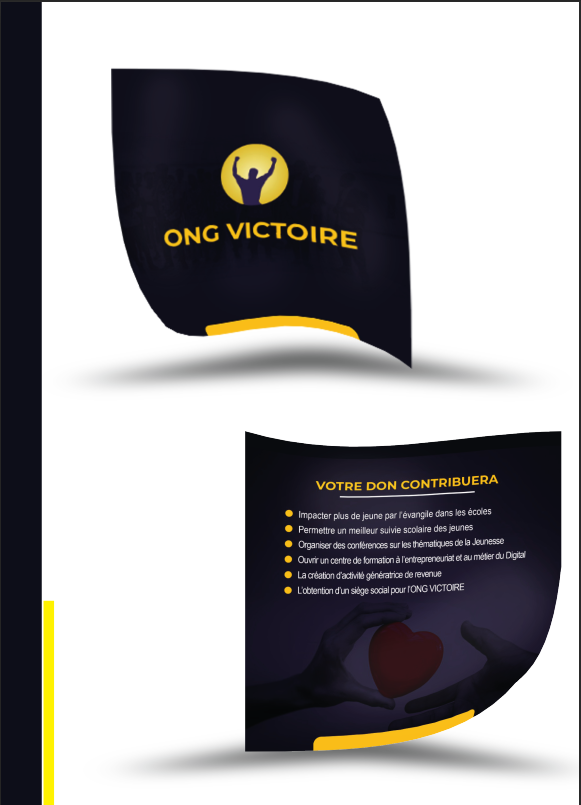 ONG VICTOIRE
VOTRE DON CONTRIBUERA
Impacter plus de jeune par l'évangile dans les écoles
Permettre un meilleur suivie scolaire des jeunes
Organiser des conférences sur les thématiques de la Jeunesse
Ouvrir un centre de formation à l'entrepreneuriat et au métier du Digital
La création d'activité génératrice de revenue
L'obtention d'un siège social pour l'ONG VICTOIRE